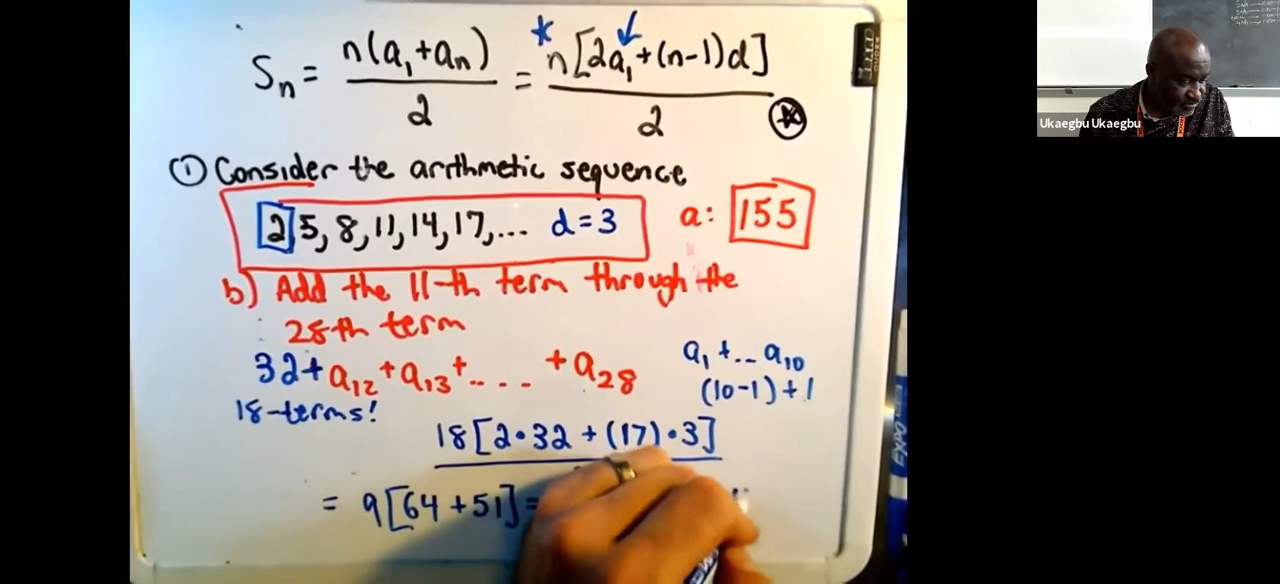 Sn = n(a₁+an)/2 = * n[2a₁+(n-1)d]/2
① Consider the arithmetic sequence
2, 5, 8, 11, 14, 17, ... d=3 a: 155
b) Add the 11-th term through the
28th term
32 + a₁₂ + a₁₃ + .... + a₂₈
a₁ + ... a₁₀
(10-1)+1
18-terms!
18[2•32 + (17)•3]
= 9[64+51] =
EXPO
Ukaegbu Ukaegbu